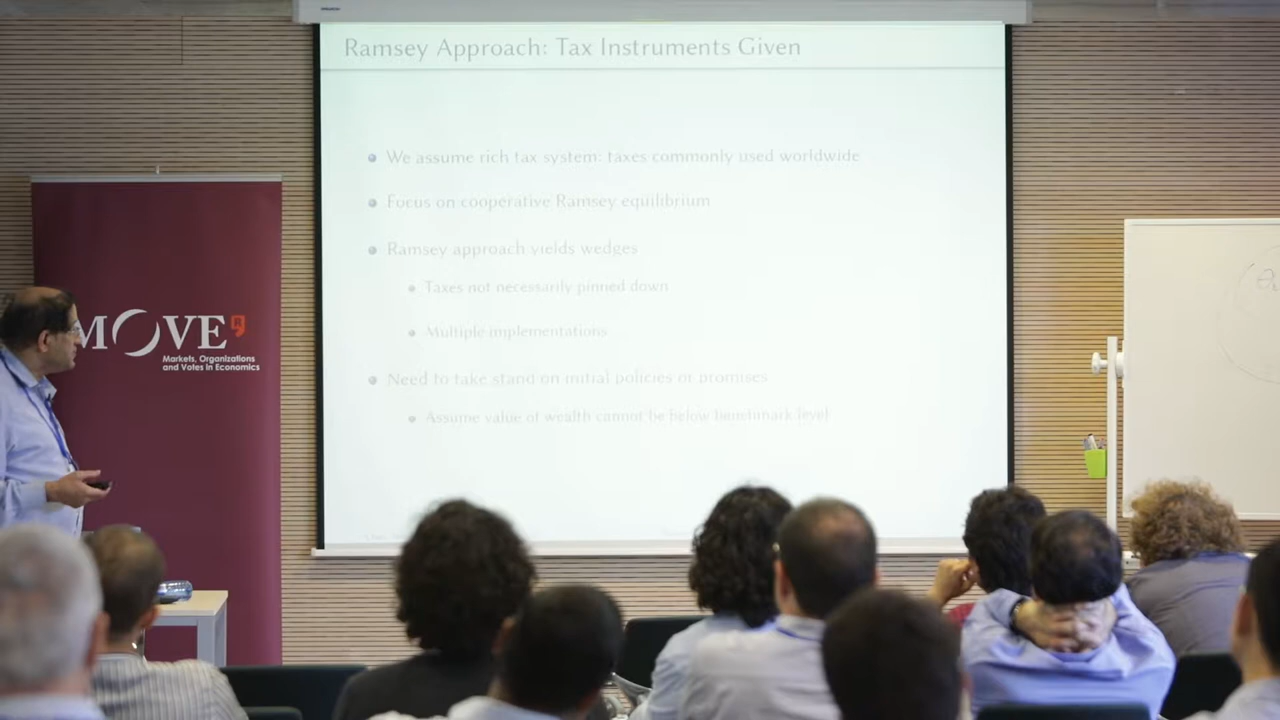 Ramsey Approach: Tax Instruments Given
We assume rich tax system: taxes commonly used worldwide
Focus on cooperative Ramsey equilibrium
Ramsey approach yields wedges
Taxes not necessarily pinned down
Multiple implementations
Need to take stand on initial policies or promises
Assume value of wealth cannot be below benchmark level
MOVE
Markets, Organizations
and Votes in Economics